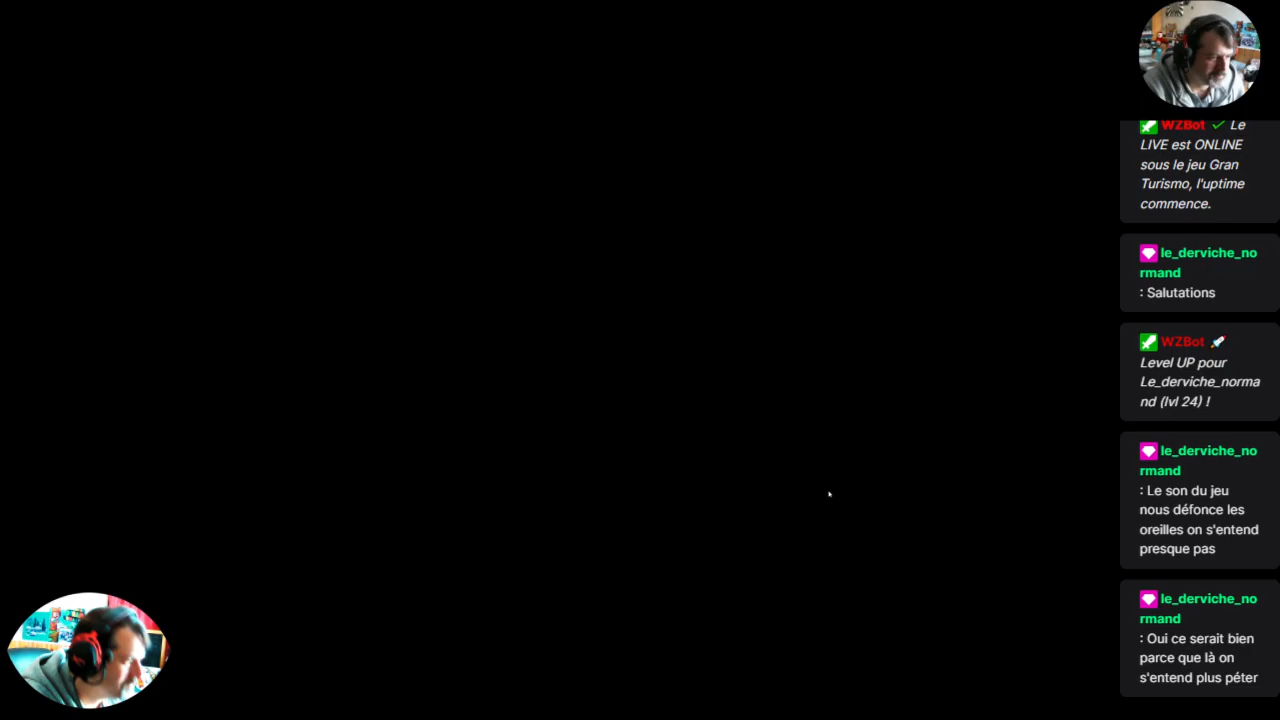 WZBot ✓ Le
LIVE est ONLINE
sous le jeu Gran
Turismo, l'uptime
commence.
le_derviche_no
rmand
: Salutations
WZBot 🚀
Level UP pour
Le_derviche_norma
nd (lvl 24) !
le_derviche_no
rmand
: Le son du jeu
nous défonce les
oreilles on s'entend
presque pas
le_derviche_no
rmand
: Oui ce serait bien
parce que là on
s'entend plus péter